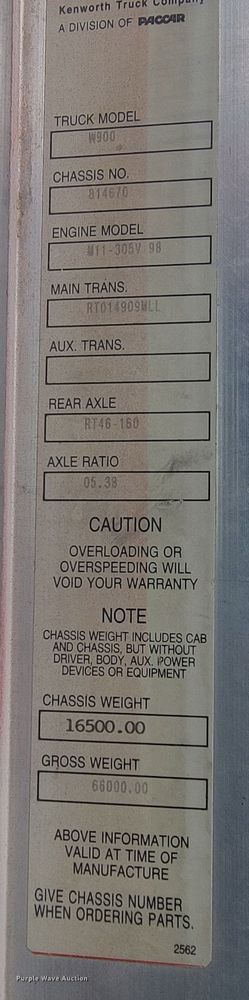 Kenworth Truck Company
A DIVISION OF PACCAR
TRUCK MODEL
W900
CHASSIS NO.
814670
ENGINE MODEL
M11-305V 98
MAIN TRANS.
RTO14909MLL
AUX. TRANS.
REAR AXLE
RT46-160
AXLE RATIO
05.38
CAUTION
OVERLOADING OR
OVERSPEEDING WILL
VOID YOUR WARRANTY
NOTE
CHASSIS WEIGHT INCLUDES CAB
AND CHASSIS, BUT WITHOUT
DRIVER, BODY, AUX. POWER
DEVICES OR EQUIPMENT
CHASSIS WEIGHT
16500.00
GROSS WEIGHT
66000.00
ABOVE INFORMATION
VALID AT TIME OF
MANUFACTURE
GIVE CHASSIS NUMBER
WHEN ORDERING PARTS.
2562
Purple Wave Auction